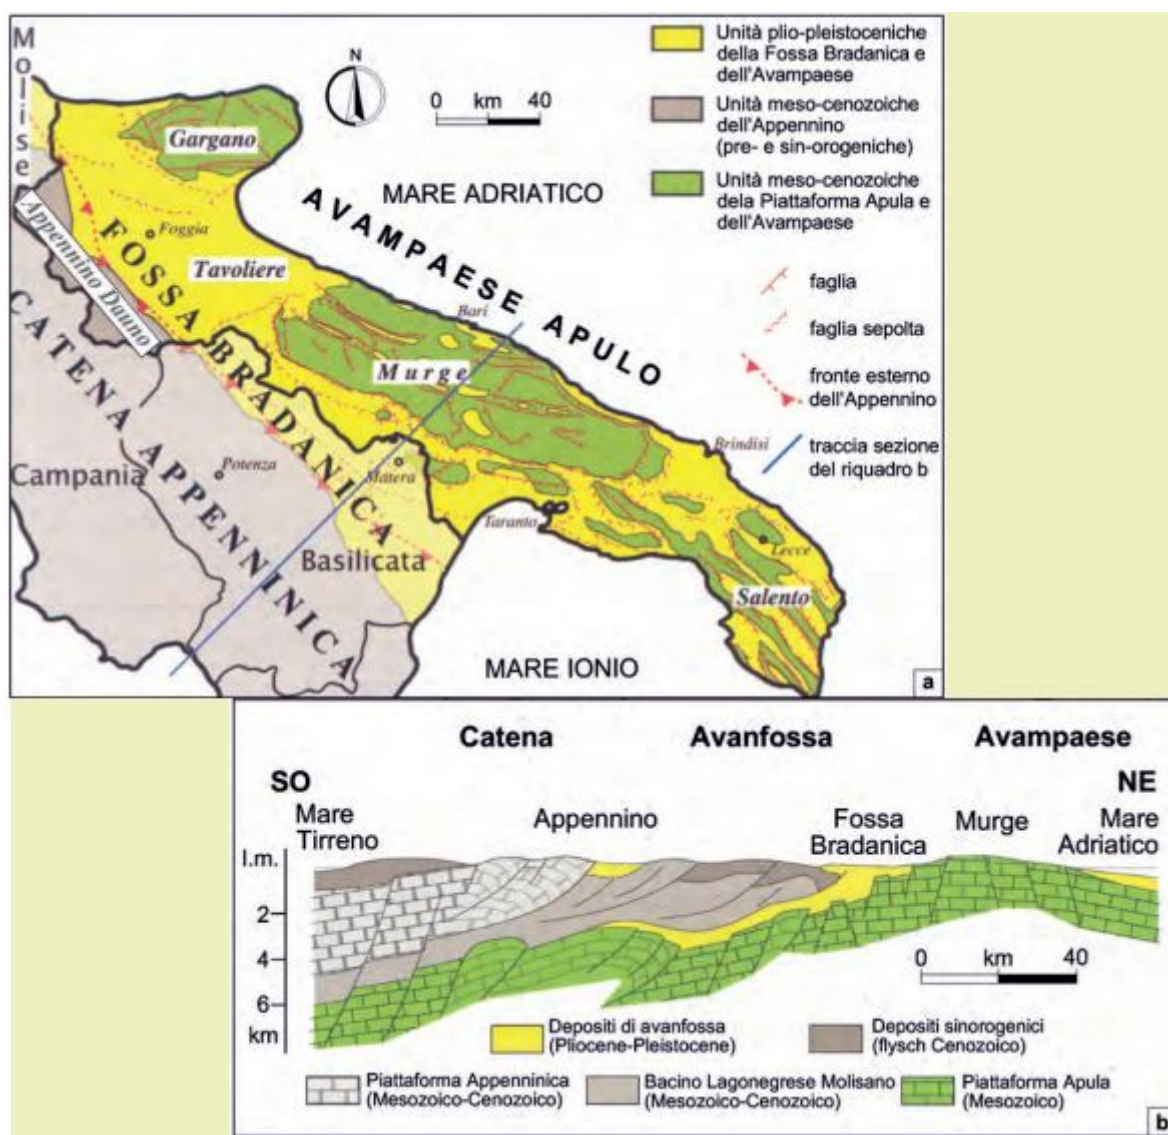 Molise
Unità plio-pleistoceniche
della Fossa Bradanica e
dell'Avampaese
Unità meso-cenozoiche
dell'Appennino
(pre- e sin-orogeniche)
Unità meso-cenozoiche
dela Piattaforma Apula e
dell'Avampaese
N
0 km 40
Gargano
MARE ADRIATICO
AVAMPAESE APULO
Appennino Dauno
FOSSA BRADANICA
Foggia
Tavoliere
Bari
Murge
CATENA APPENNINICA
Campania
Potenza
Matera
Basilicata
Taranto
Brindisi
Lecce
Salento
MARE IONIO
faglia
faglia sepolta
fronte esterno
dell'Appennino
traccia sezione
del riquadro b
a
Catena Avanfossa Avampaese
SO NE
Mare
Tirreno
Appennino
Fossa
Bradanica
Murge
Mare
Adriatico
l.m.
2
4
6
km
0 km 40
Depositi di avanfossa
(Pliocene-Pleistocene)
Depositi sinorogenici
(flysch Cenozoico)
Piattaforma Appenninica
(Mesozoico-Cenozoico)
Bacino Lagonegrese Molisano
(Mesozoico-Cenozoico)
Piattaforma Apula
(Mesozoico)
b